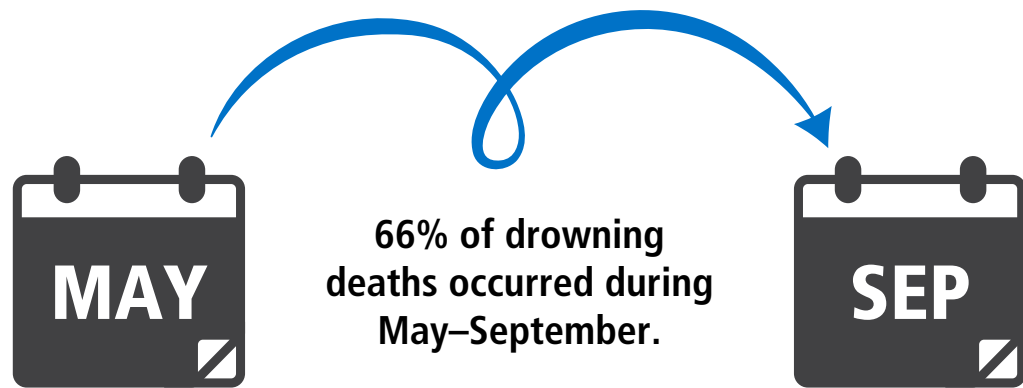 MAY
66% of drowning
deaths occurred during
May–September.
SEP